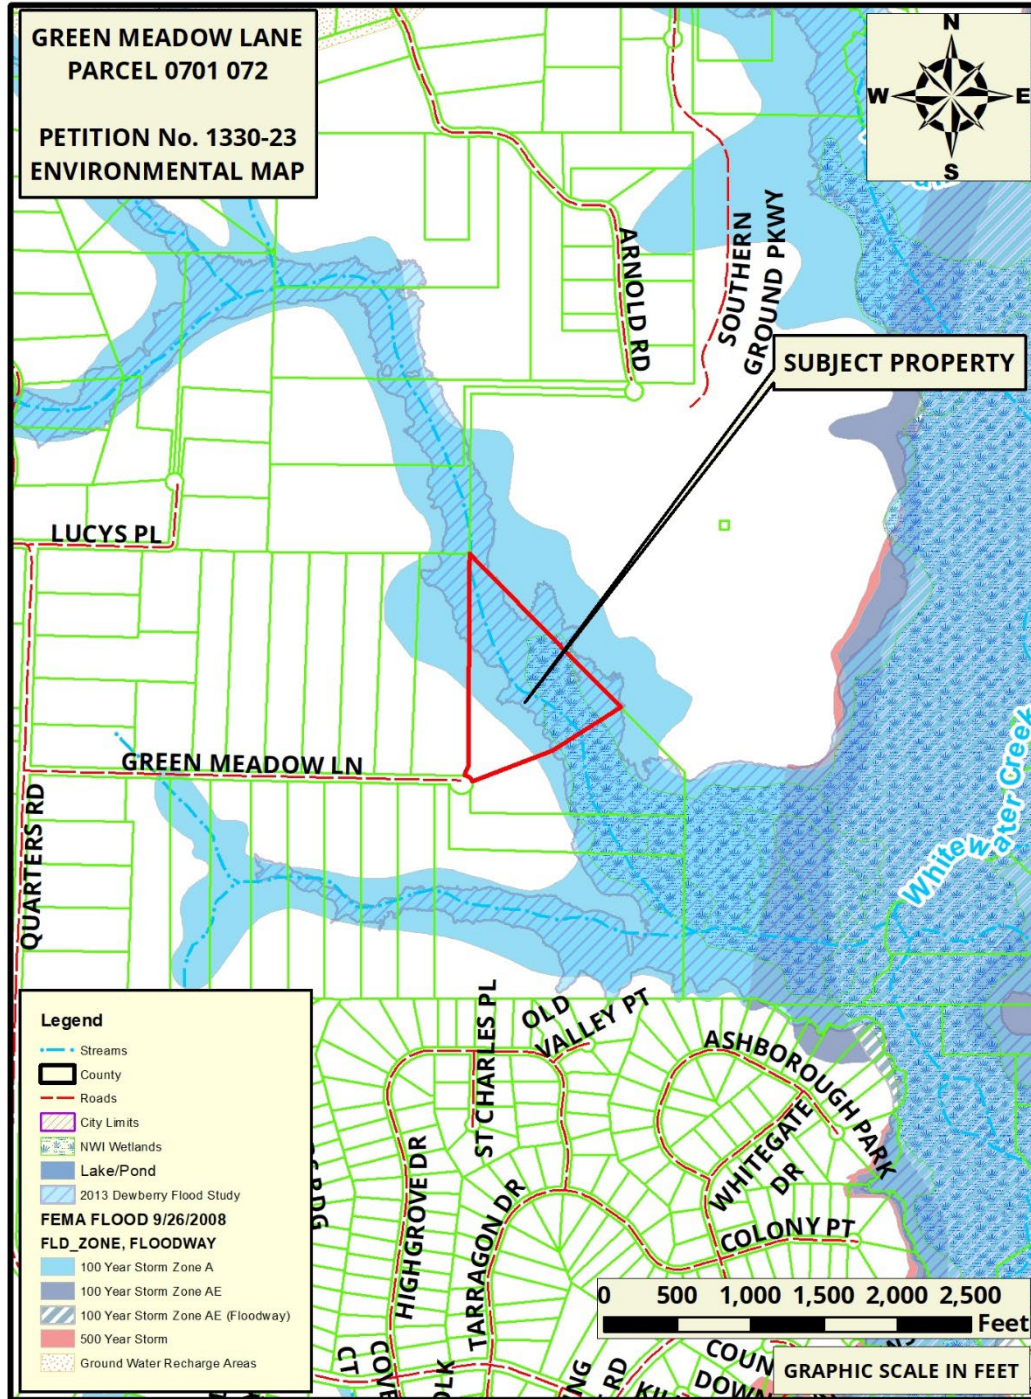 GREEN MEADOW LANE
PARCEL 0701 072
PETITION No. 1330-23
ENVIRONMENTAL MAP
N
W
E
S
ARNOLD RD
SOUTHERN
GROUND PKWY
SUBJECT PROPERTY
LUCYS PL
GREEN MEADOW LN
QUARTERS RD
Whitewater Creek
OLD
VALLEY PT
ST CHARLES PL
ASHBOROUGH PARK
WHITEGATE
DR
HIGHGROVE DR
TARRAGON DR
COLONY PT
CT
DOWN
Legend
Streams
County
Roads
City Limits
NWI Wetlands
Lake/Pond
2013 Dewberry Flood Study
FEMA FLOOD 9/26/2008
FLD_ZONE, FLOODWAY
100 Year Storm Zone A
100 Year Storm Zone AE
100 Year Storm Zone AE (Floodway)
500 Year Storm
Ground Water Recharge Areas
0 500 1,000 1,500 2,000 2,500
Feet
GRAPHIC SCALE IN FEET